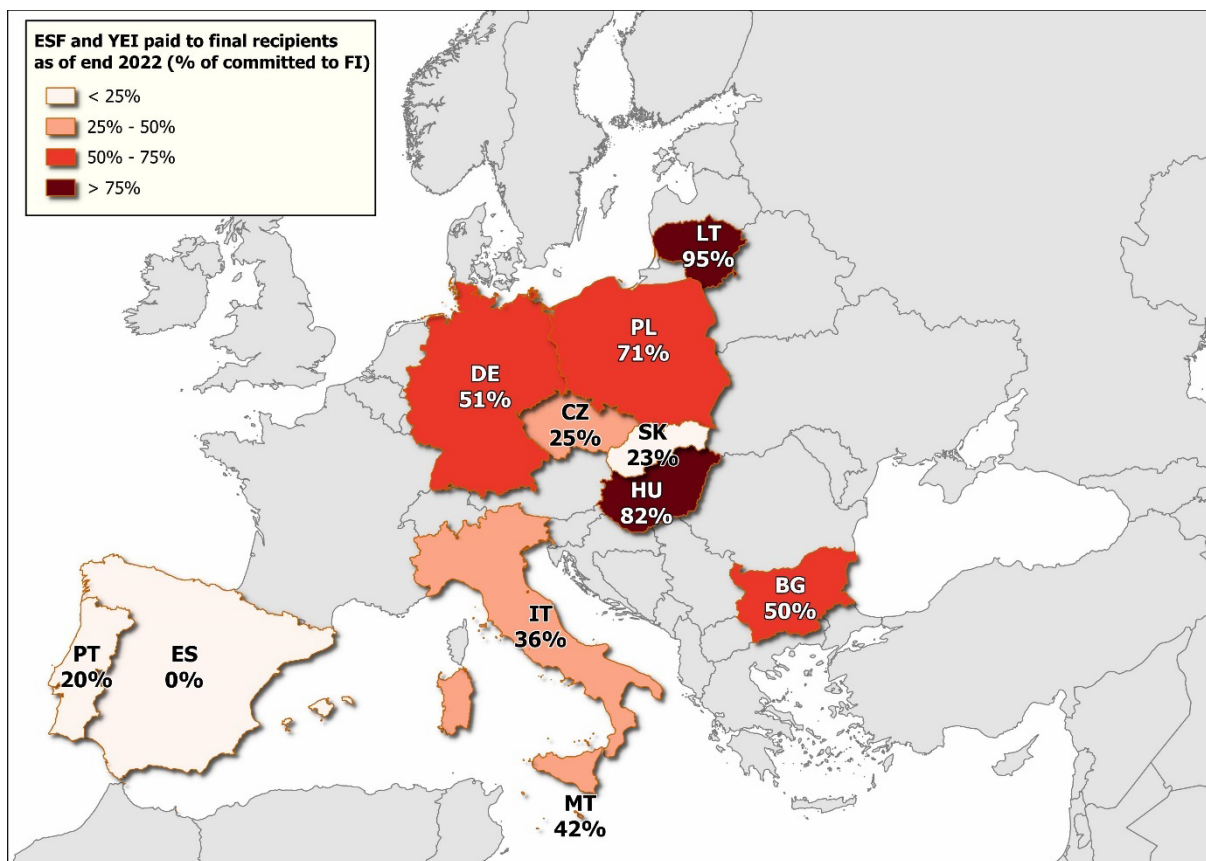 ESF and YEI paid to final recipients
as of end 2022 (% of committed to FI)
< 25%
25% - 50%
50% - 75%
> 75%
LT
95%
PL
71%
DE
51%
CZ
25%
SK
23%
HU
82%
BG
50%
IT
36%
PT
20%
ES
0%
MT
42%